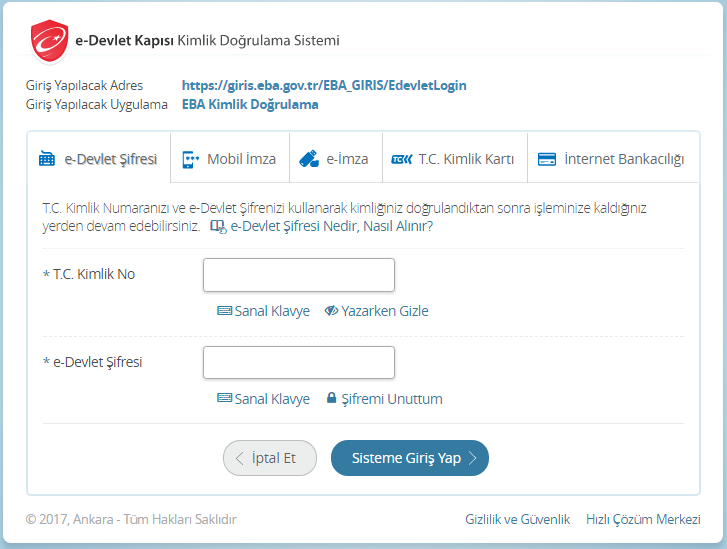 e-Devlet Kapısı Kimlik Doğrulama Sistemi
Giriş Yapılacak Adres https://giris.eba.gov.tr/EBA_GIRIS/EdevletLogin
Giriş Yapılacak Uygulama EBA Kimlik Doğrulama
e-Devlet Şifresi Mobil İmza e-İmza T.C. Kimlik Kartı İnternet Bankacılığı
T.C. Kimlik Numaranızı ve e-Devlet Şifrenizi kullanarak kimliğiniz doğrulandıktan sonra işleminize kaldığınız
yerden devam edebilirsiniz. e-Devlet Şifresi Nedir, Nasıl Alınır?
* T.C. Kimlik No
Sanal Klavye Yazarken Gizle
* e-Devlet Şifresi
Sanal Klavye Şifremi Unuttum
İptal Et Sisteme Giriş Yap
© 2017, Ankara - Tüm Hakları Saklıdır Gizlilik ve Güvenlik Hızlı Çözüm Merkezi